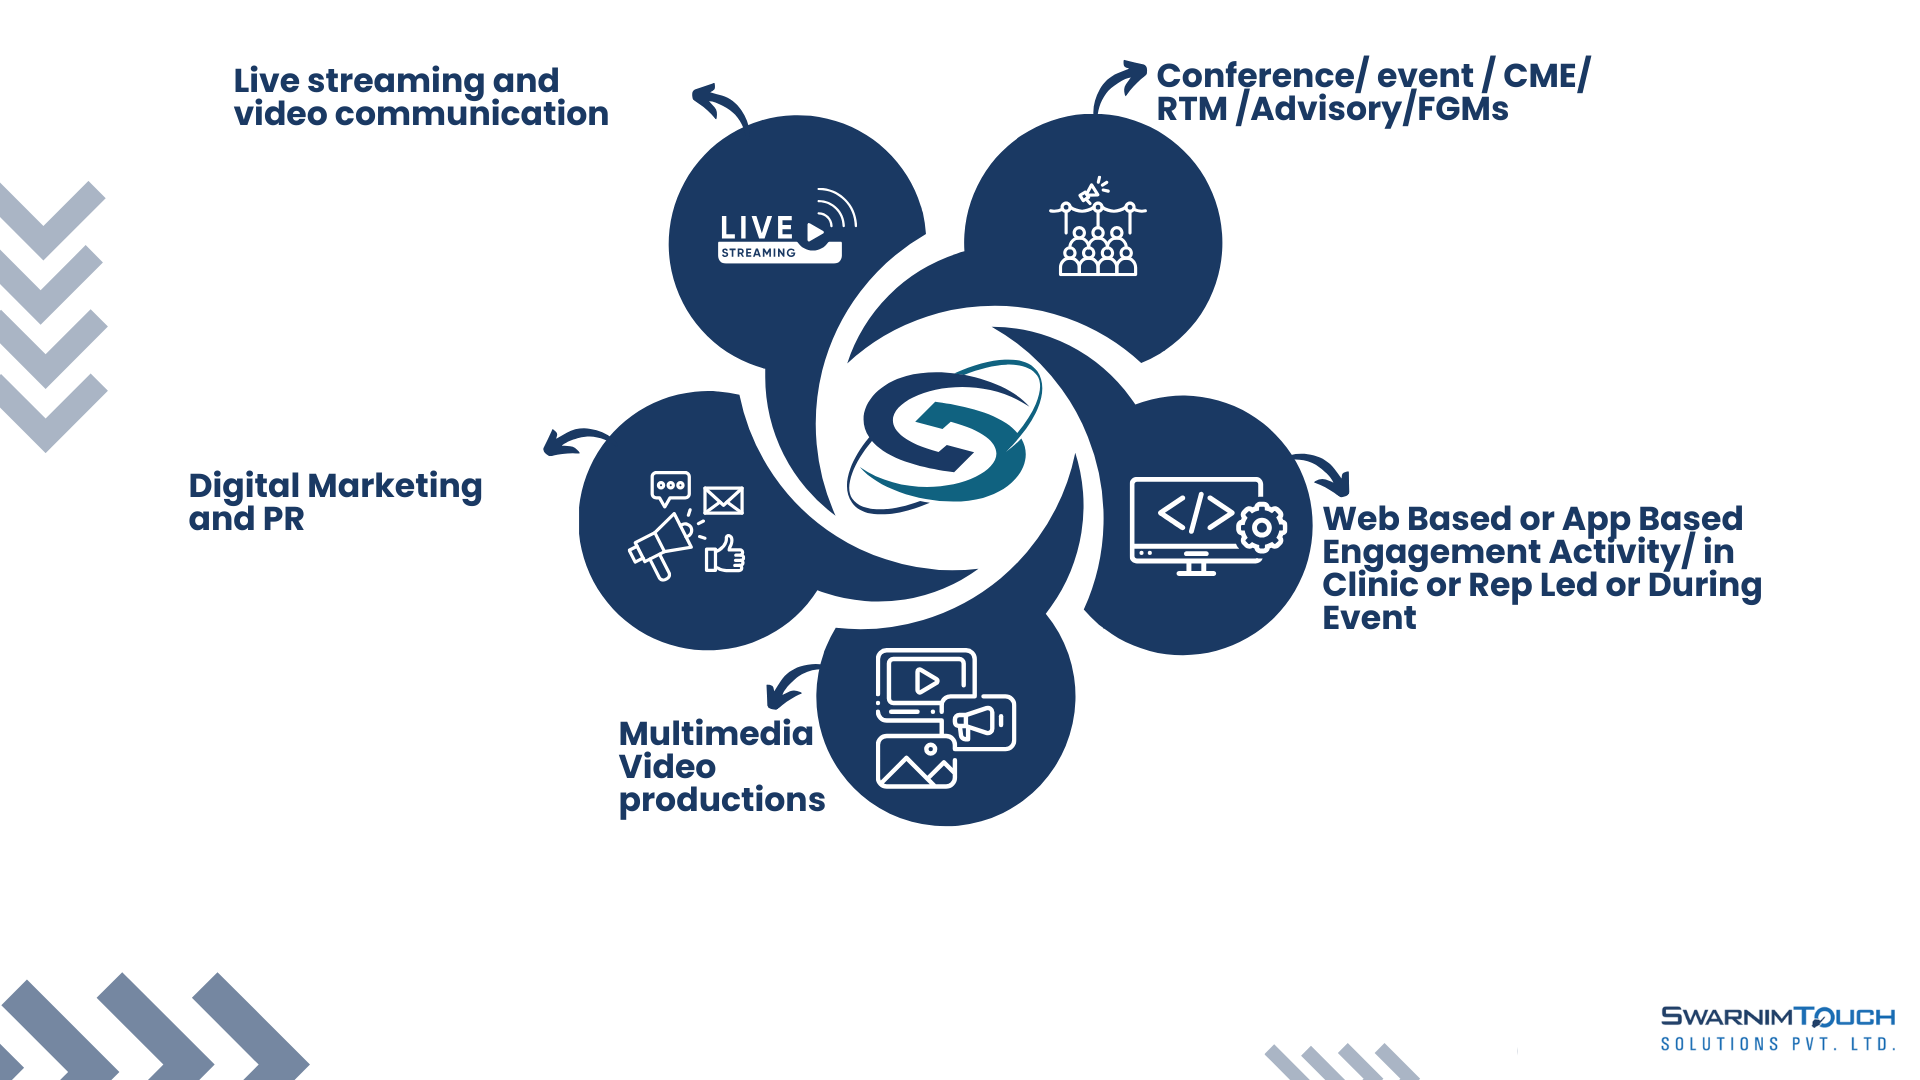 Live streaming and
video communication
Conference/ event / CME/
RTM /Advisory/FGMs
LIVE
STREAMING
Digital Marketing
and PR
</>
Web Based or App Based
Engagement Activity/ in
Clinic or Rep Led or During
Event
Multimedia
Video
productions
SWARNIMTOUCH
SOLUTIONS PVT. LTD.